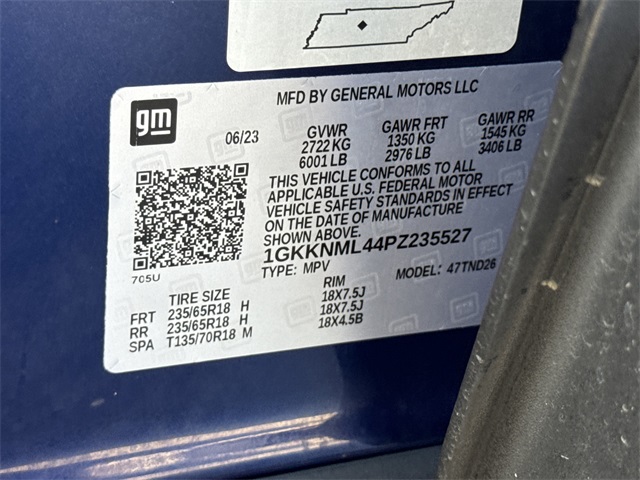 MFD BY GENERAL MOTORS LLC
gm
06/23
GVWR GAWR FRT GAWR RR
2722 KG 1350 KG 1545 KG
6001 LB 2976 LB 3406 LB
THIS VEHICLE CONFORMS TO ALL
APPLICABLE U.S. FEDERAL MOTOR
VEHICLE SAFETY STANDARDS IN EFFECT
ON THE DATE OF MANUFACTURE
SHOWN ABOVE.
1GKKNML44PZ235527
705U
TYPE: MPV MODEL: 47TND26
TIRE SIZE RIM
FRT 235/65R18 H 18X7.5J
RR 235/65R18 H 18X7.5J
SPA T135/70R18 M 18X4.5B